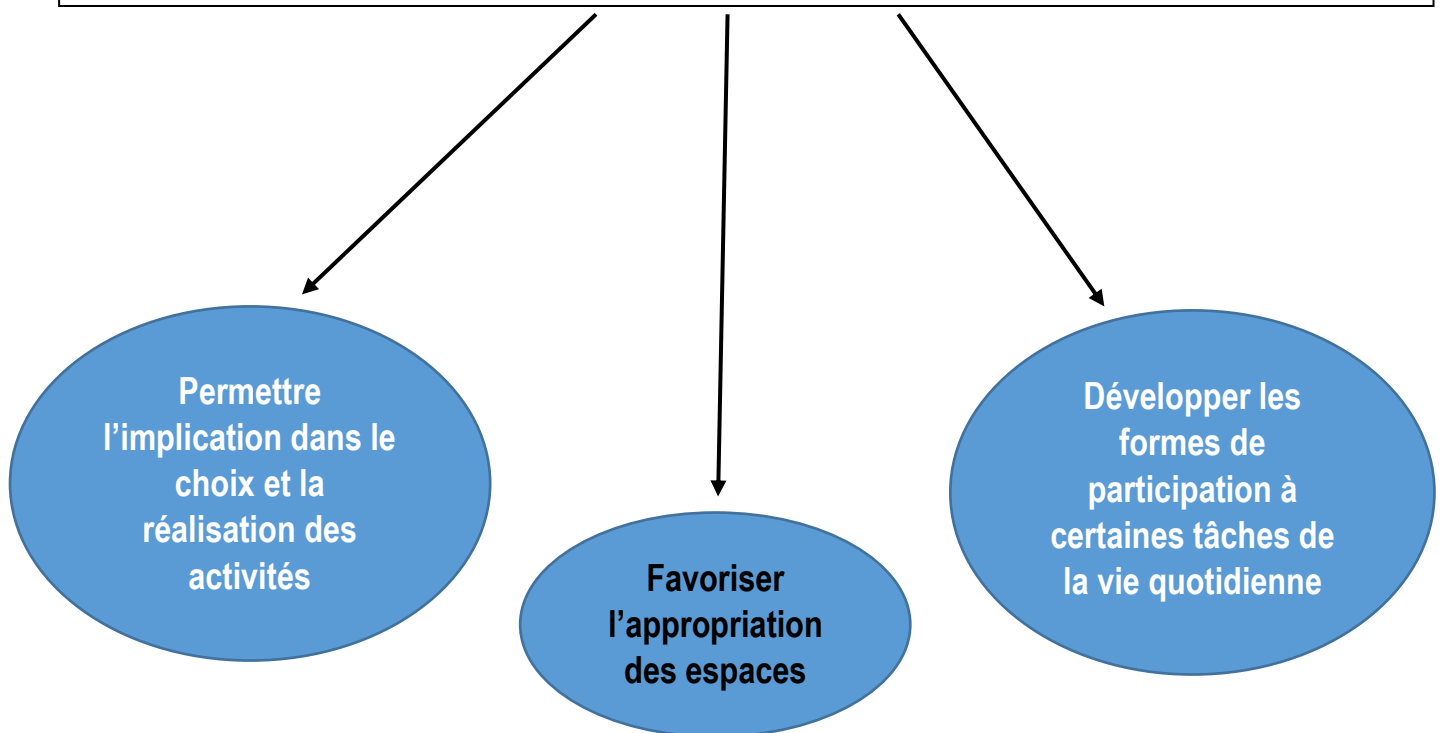 Permettre
l’implication dans le
choix et la
réalisation des
activités
Favoriser
l’appropriation
des espaces
Développer les
formes de
participation à
certaines tâches de
la vie quotidienne